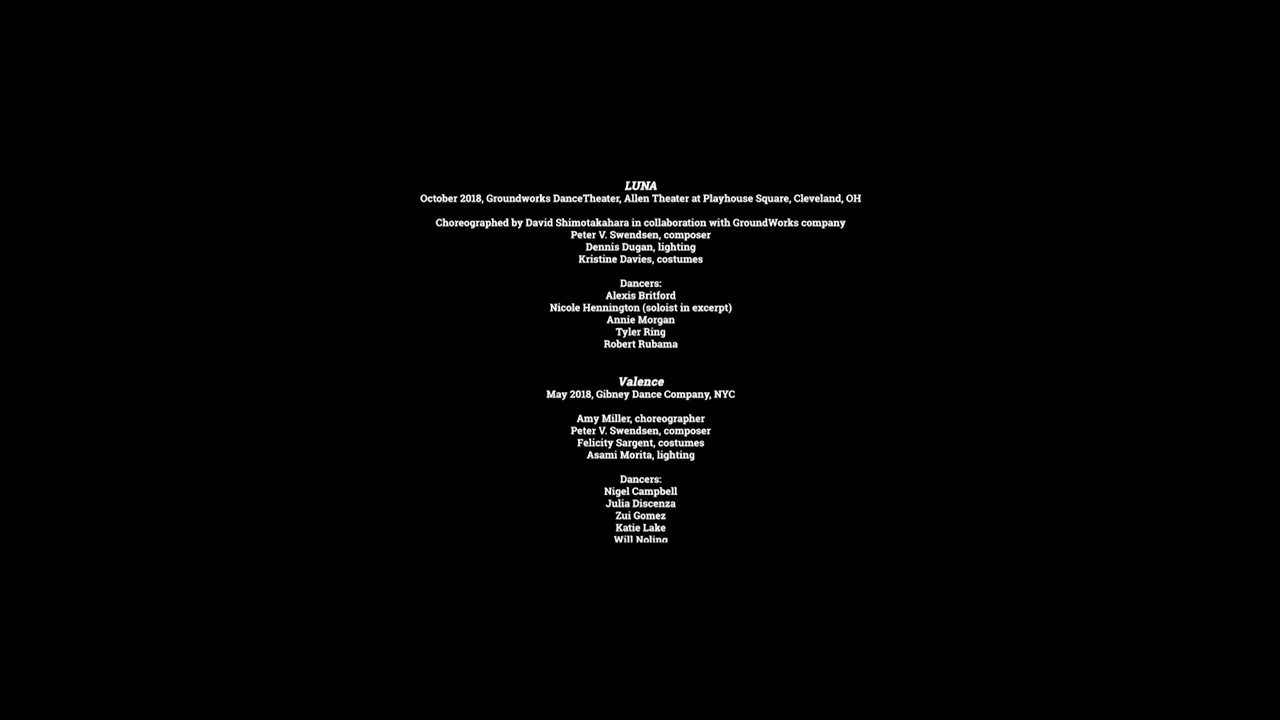 LUNA
October 2018, Groundworks DanceTheater, Allen Theater at Playhouse Square, Cleveland, OH
Choreographed by David Shimotakahara in collaboration with GroundWorks company
Peter V. Swendsen, composer
Dennis Dugan, lighting
Kristine Davies, costumes
Dancers:
Alexis Britford
Nicole Hennington (soloist in excerpt)
Annie Morgan
Tyler Ring
Robert Rubama
Valence
May 2018, Gibney Dance Company, NYC
Amy Miller, choreographer
Peter V. Swendsen, composer
Felicity Sargent, costumes
Asami Morita, lighting
Dancers:
Nigel Campbell
Julia Discenza
Zui Gomez
Katie Lake
Will Noling